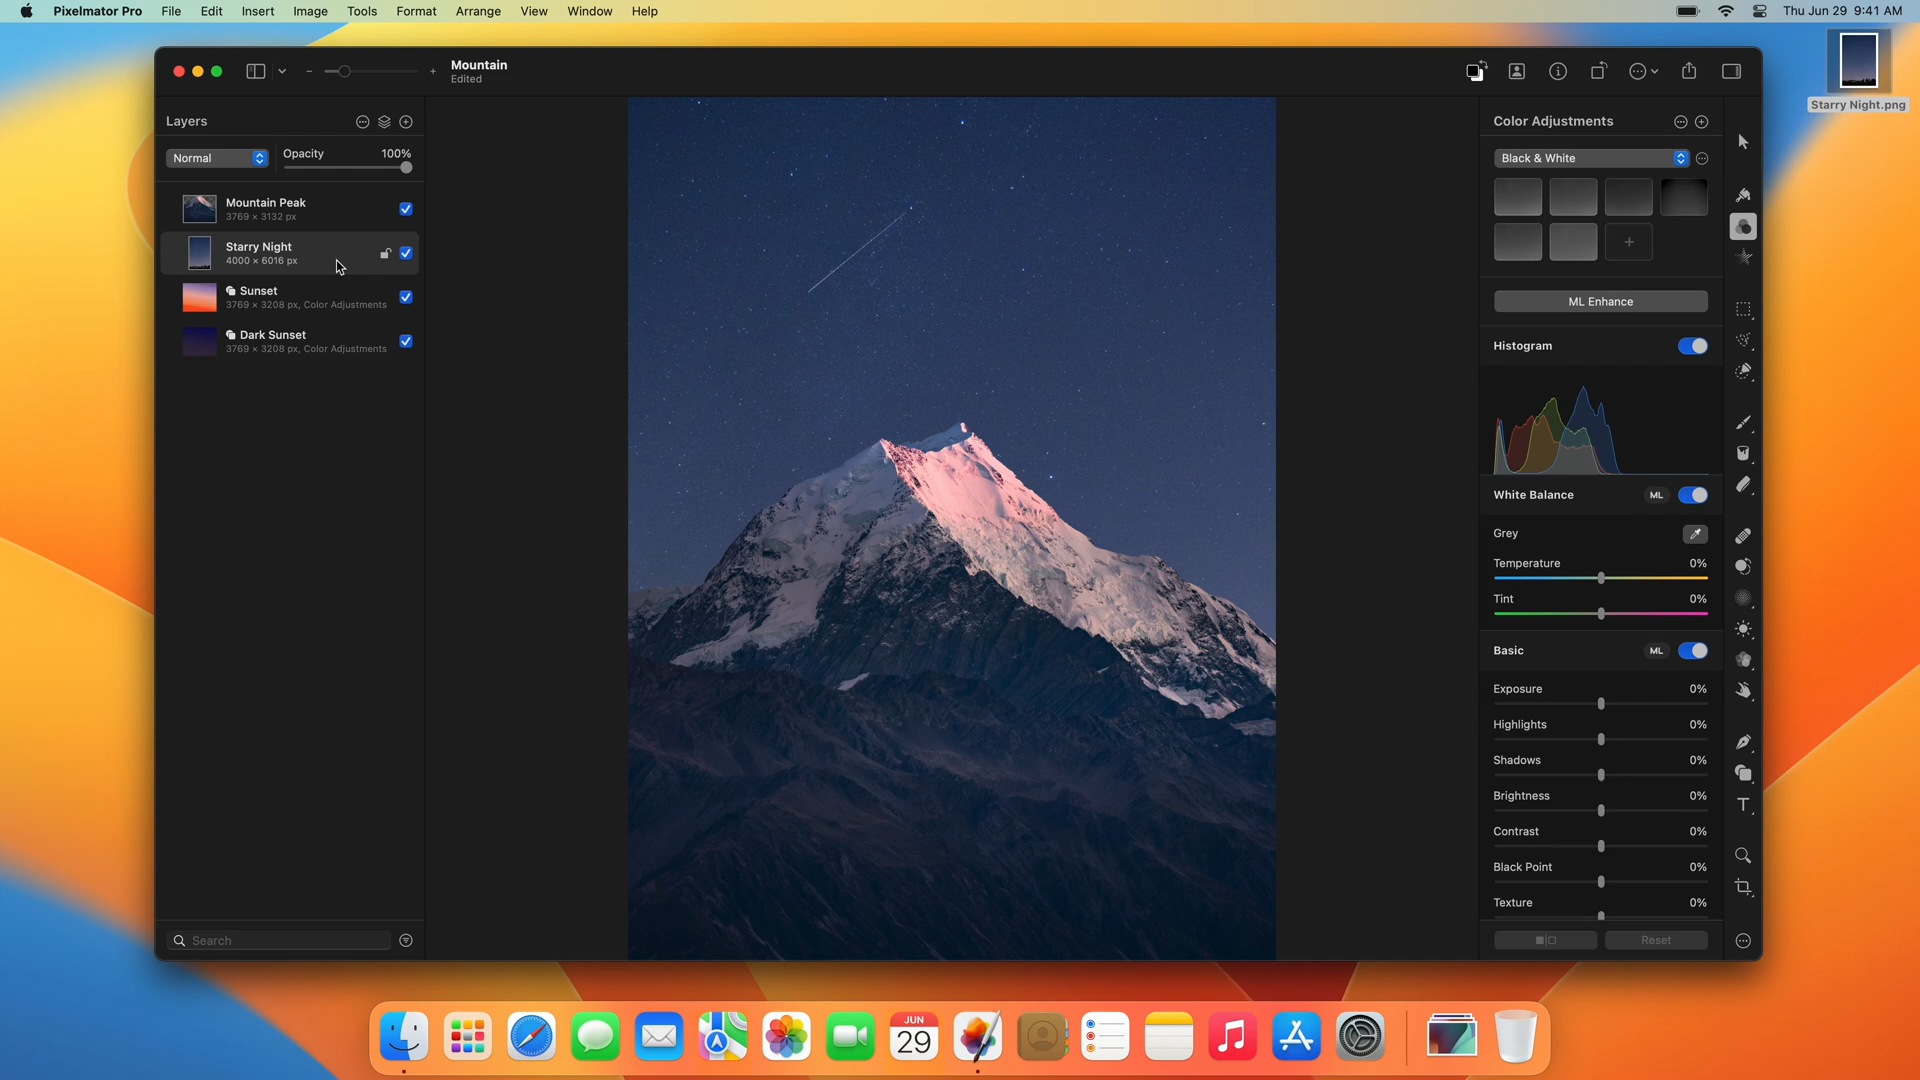 Pixelmator Pro File Edit Insert Image Tools Format Arrange View Window Help
Thu Jun 29 9:41 AM
Starry Night.png
Mountain
Edited
Layers
Normal
Opacity 100%
Mountain Peak
3769 × 3132 px
Starry Night
4000 × 6016 px
Sunset
3769 × 3208 px, Color Adjustments
Dark Sunset
3769 × 3208 px, Color Adjustments
Search
Color Adjustments
Black & White
ML Enhance
Histogram
White Balance ML
Grey
Temperature 0%
Tint 0%
Basic ML
Exposure 0%
Highlights 0%
Shadows 0%
Brightness 0%
Contrast 0%
Black Point 0%
Texture 0%
Reset
T
JUN
29